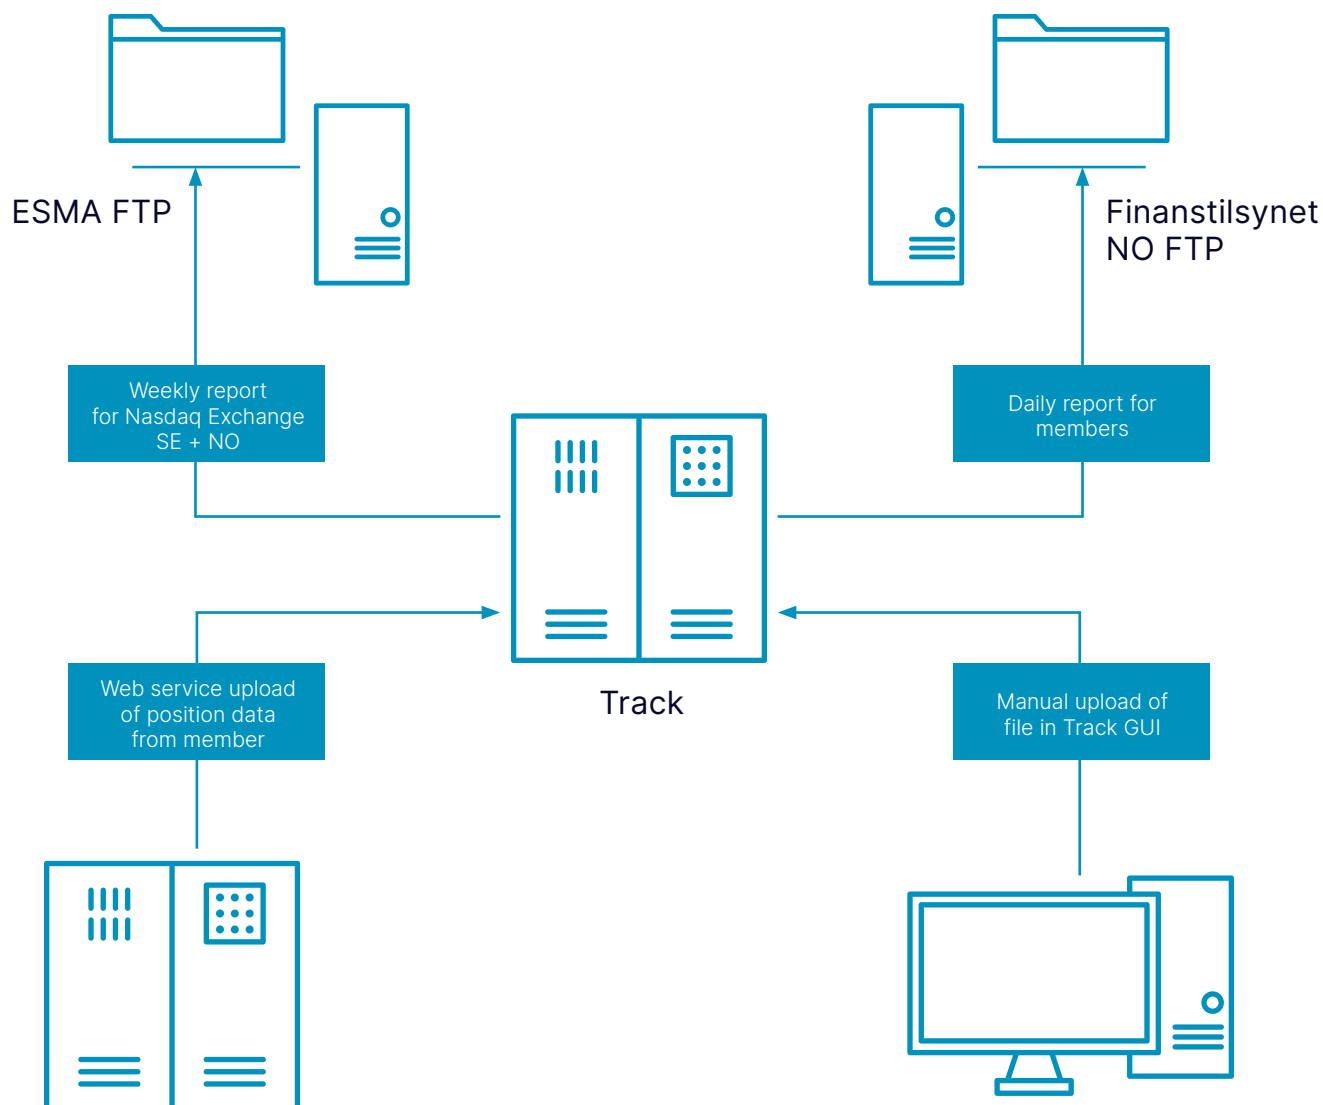 ESMA FTP
Finanstilsynet
NO FTP
Weekly report
for Nasdaq Exchange
SE + NO
Daily report for
members
Track
Web service upload
of position data
from member
Manual upload of
file in Track GUI